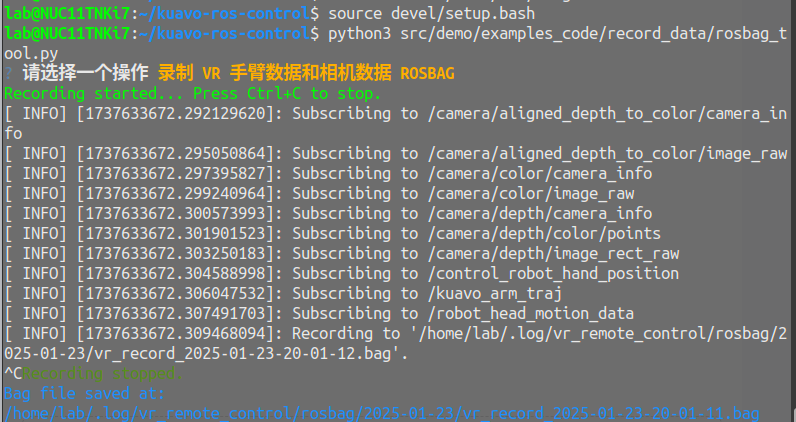 lab@NUC11TNKi7:~/kuavo-ros-control$ source devel/setup.bash
lab@NUC11TNKi7:~/kuavo-ros-control$ python3 src/demo/examples_code/record_data/rosbag_t
ool.py
? 请选择一个操作 录制 VR 手臂数据和相机数据 ROSBAG
Recording started... Press Ctrl+C to stop.
[ INFO] [1737633672.292129620]: Subscribing to /camera/aligned_depth_to_color/camera_in
fo
[ INFO] [1737633672.295050864]: Subscribing to /camera/aligned_depth_to_color/image_raw
[ INFO] [1737633672.297395827]: Subscribing to /camera/color/camera_info
[ INFO] [1737633672.299240964]: Subscribing to /camera/color/image_raw
[ INFO] [1737633672.300573993]: Subscribing to /camera/depth/camera_info
[ INFO] [1737633672.301901523]: Subscribing to /camera/depth/color/points
[ INFO] [1737633672.303250183]: Subscribing to /camera/depth/image_rect_raw
[ INFO] [1737633672.304588998]: Subscribing to /control_robot_hand_position
[ INFO] [1737633672.306047532]: Subscribing to /kuavo_arm_traj
[ INFO] [1737633672.307491703]: Subscribing to /robot_head_motion_data
[ INFO] [1737633672.309468094]: Recording to '/home/lab/.log/vr_remote_control/rosbag/2
025-01-23/vr_record_2025-01-23-20-01-12.bag'.
^CRecording stopped.
Bag file saved at:
/home/lab/.log/vr_remote_control/rosbag/2025-01-23/vr_record_2025-01-23-20-01-11.bag